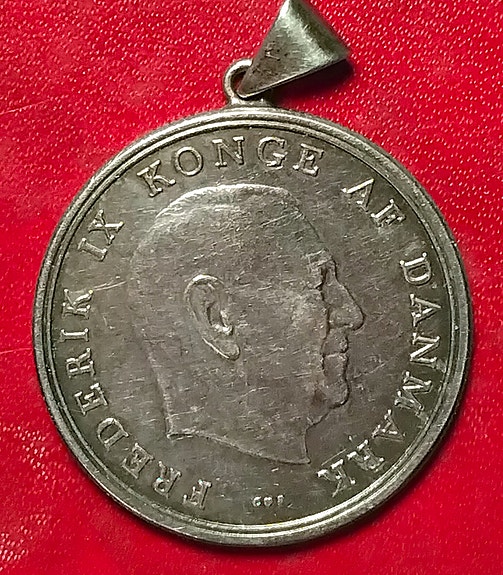 FREDERIK IX KONGE AF DANMARK